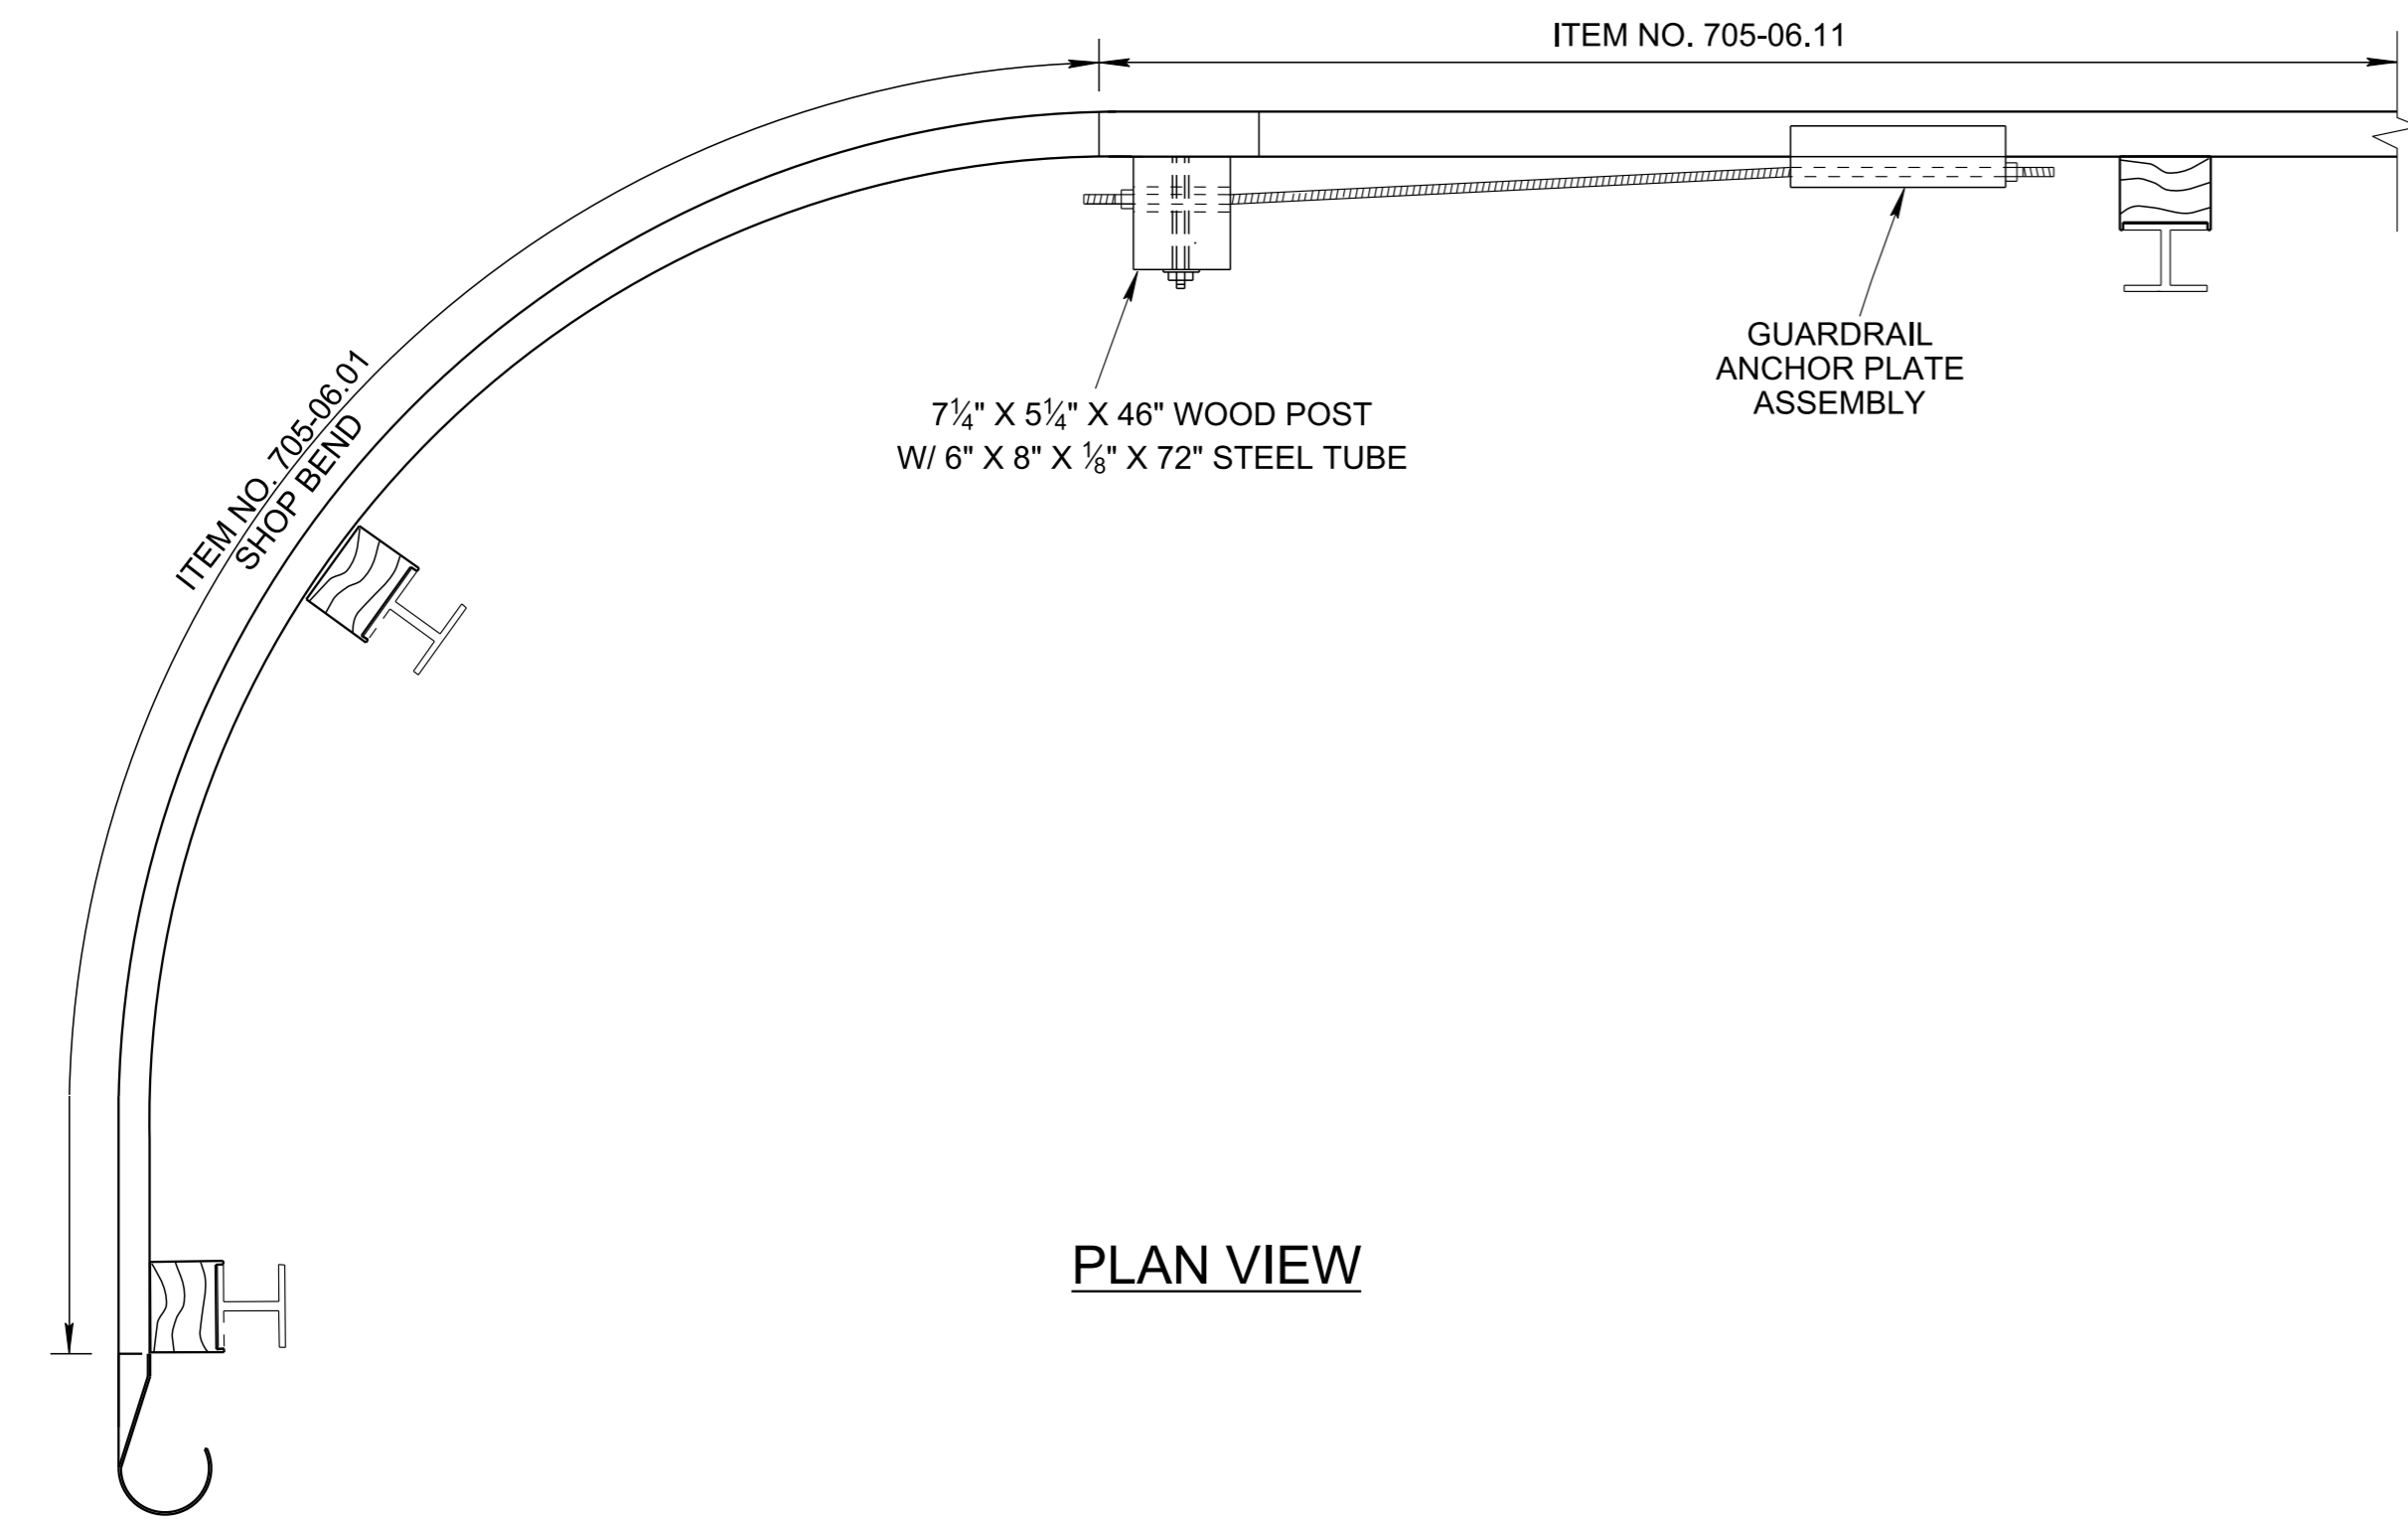 ITEM NO. 705-06.11
ITEM NO. 705-06.01
SHOP BEND
GUARDRAIL
ANCHOR PLATE
ASSEMBLY
7¼" X 5¼" X 46" WOOD POST
W/ 6" X 8" X ⅛" X 72" STEEL TUBE
PLAN VIEW